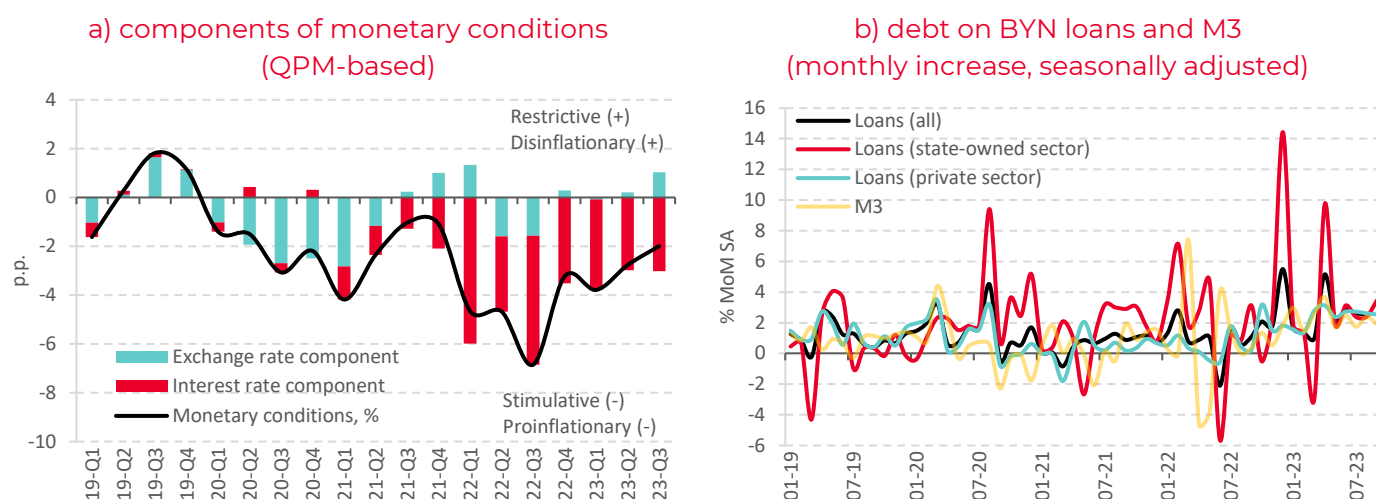 a) components of monetary conditions
(QPM-based)
4
2
0
-2
-4
-6
-8
-10
p.p.
Restrictive (+)
Disinflationary (+)
Exchange rate component
Interest rate component
Monetary conditions, %
Stimulative (-)
Proinflationary (-)
19-Q1
19-Q2
19-Q3
19-Q4
20-Q1
20-Q2
20-Q3
20-Q4
21-Q1
21-Q2
21-Q3
21-Q4
22-Q1
22-Q2
22-Q3
22-Q4
23-Q1
23-Q2
23-Q3
b) debt on BYN loans and M3
(monthly increase, seasonally adjusted)
16
14
12
10
8
6
4
2
0
-2
-4
-6
% MoM SA
Loans (all)
Loans (state-owned sector)
Loans (private sector)
M3
01-19
07-19
01-20
07-20
01-21
07-21
01-22
07-22
01-23
07-23